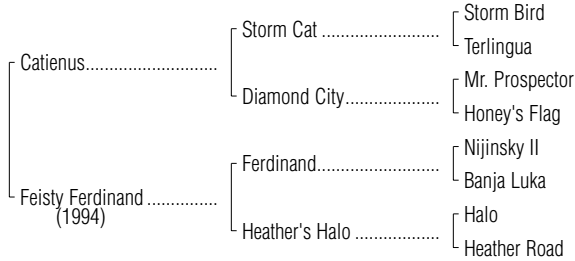 Storm Bird
Storm Cat
Terlingua
Catienus
Mr. Prospector
Diamond City
Honey's Flag
Nijinsky II
Ferdinand
Banja Luka
Feisty Ferdinand
(1994)
Halo
Heather's Halo
Heather Road